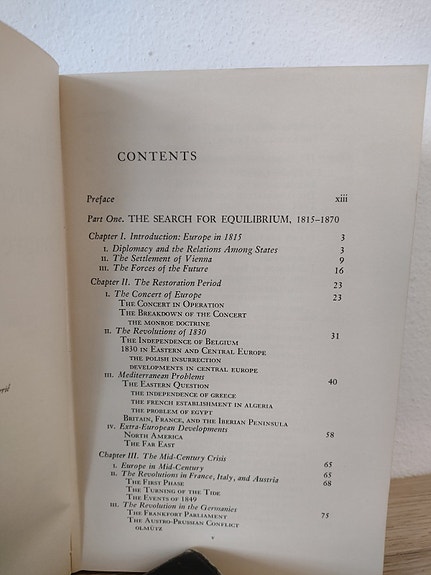 CONTENTS
Preface xiii
Part One. THE SEARCH FOR EQUILIBRIUM, 1815–1870
Chapter I. Introduction: Europe in 1815 3
I. Diplomacy and the Relations Among States 3
II. The Settlement of Vienna 9
III. The Forces of the Future 16
Chapter II. The Restoration Period 23
I. The Concert of Europe 23
THE CONCERT IN OPERATION
THE BREAKDOWN OF THE CONCERT
THE MONROE DOCTRINE
II. The Revolutions of 1830 31
THE INDEPENDENCE OF BELGIUM
1830 IN EASTERN AND CENTRAL EUROPE
THE POLISH INSURRECTION
DEVELOPMENTS IN CENTRAL EUROPE
III. Mediterranean Problems 40
THE EASTERN QUESTION
THE INDEPENDENCE OF GREECE
THE FRENCH ESTABLISHMENT IN ALGERIA
THE PROBLEM OF EGYPT
BRITAIN, FRANCE, AND THE IBERIAN PENINSULA
IV. Extra-European Developments 58
NORTH AMERICA
THE FAR EAST
Chapter III. The Mid-Century Crisis 65
I. Europe in Mid-Century 65
II. The Revolutions in France, Italy, and Austria 68
THE FIRST PHASE
THE TURNING OF THE TIDE
THE EVENTS OF 1849
III. The Revolution in the Germanies 75
THE FRANKFORT PARLIAMENT
THE AUSTRO-PRUSSIAN CONFLICT
OLMÜTZ
v